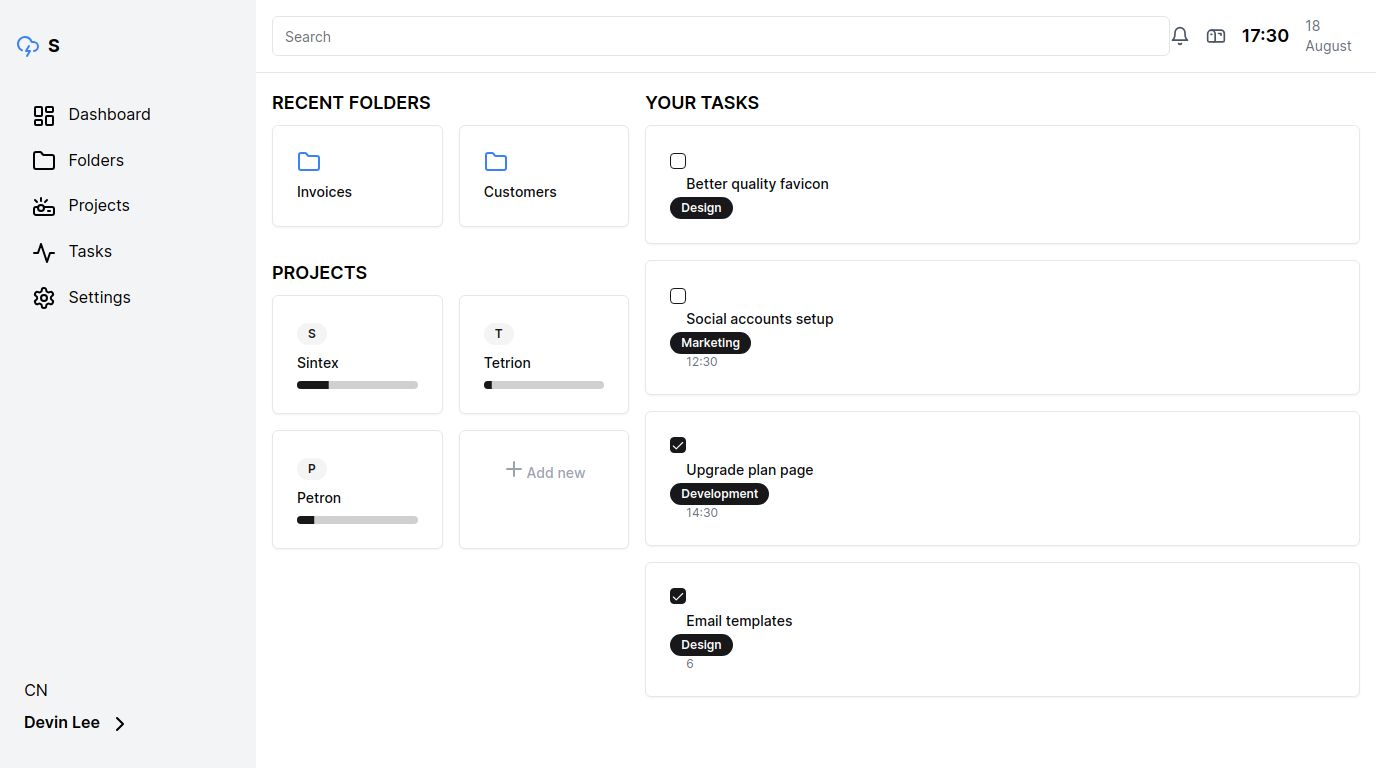 S
Dashboard
Folders
Projects
Tasks
Settings
CN
Devin Lee
Search
17:30
18
August
RECENT FOLDERS
Invoices
Customers
PROJECTS
S
Sintex
T
Tetrion
P
Petron
Add new
YOUR TASKS
Better quality favicon
Design
Social accounts setup
Marketing
12:30
Upgrade plan page
Development
14:30
Email templates
Design
6